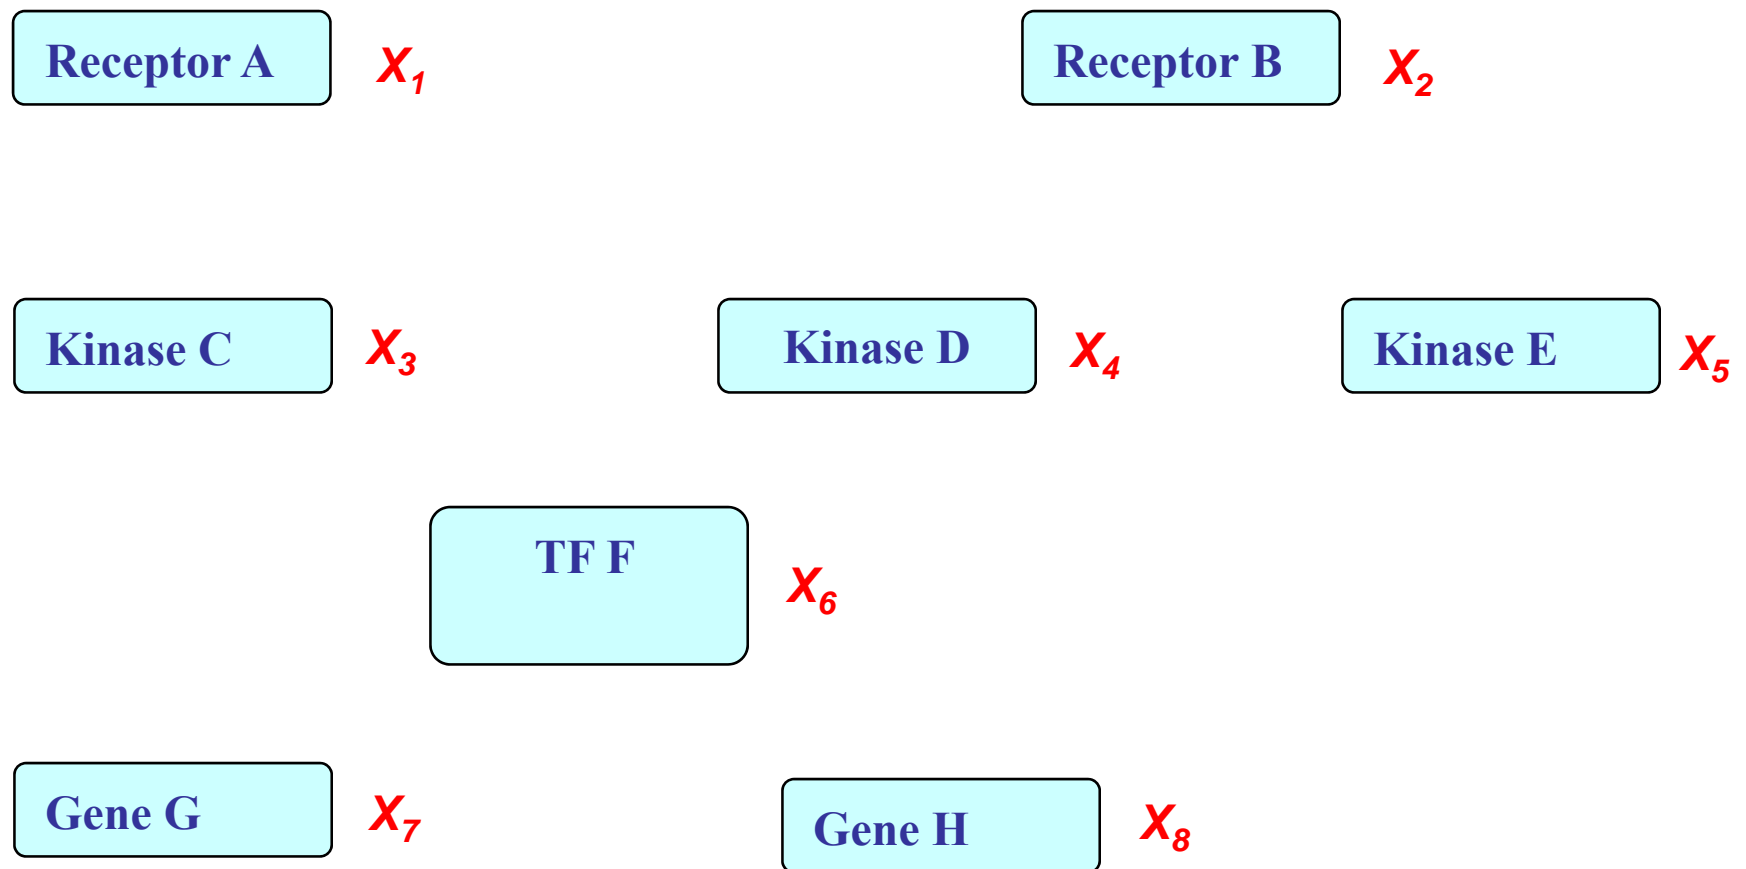 Receptor A X1 Receptor B X2
Kinase C X3 Kinase D X4 Kinase E X5
TF F X6
Gene G X7 Gene H X8